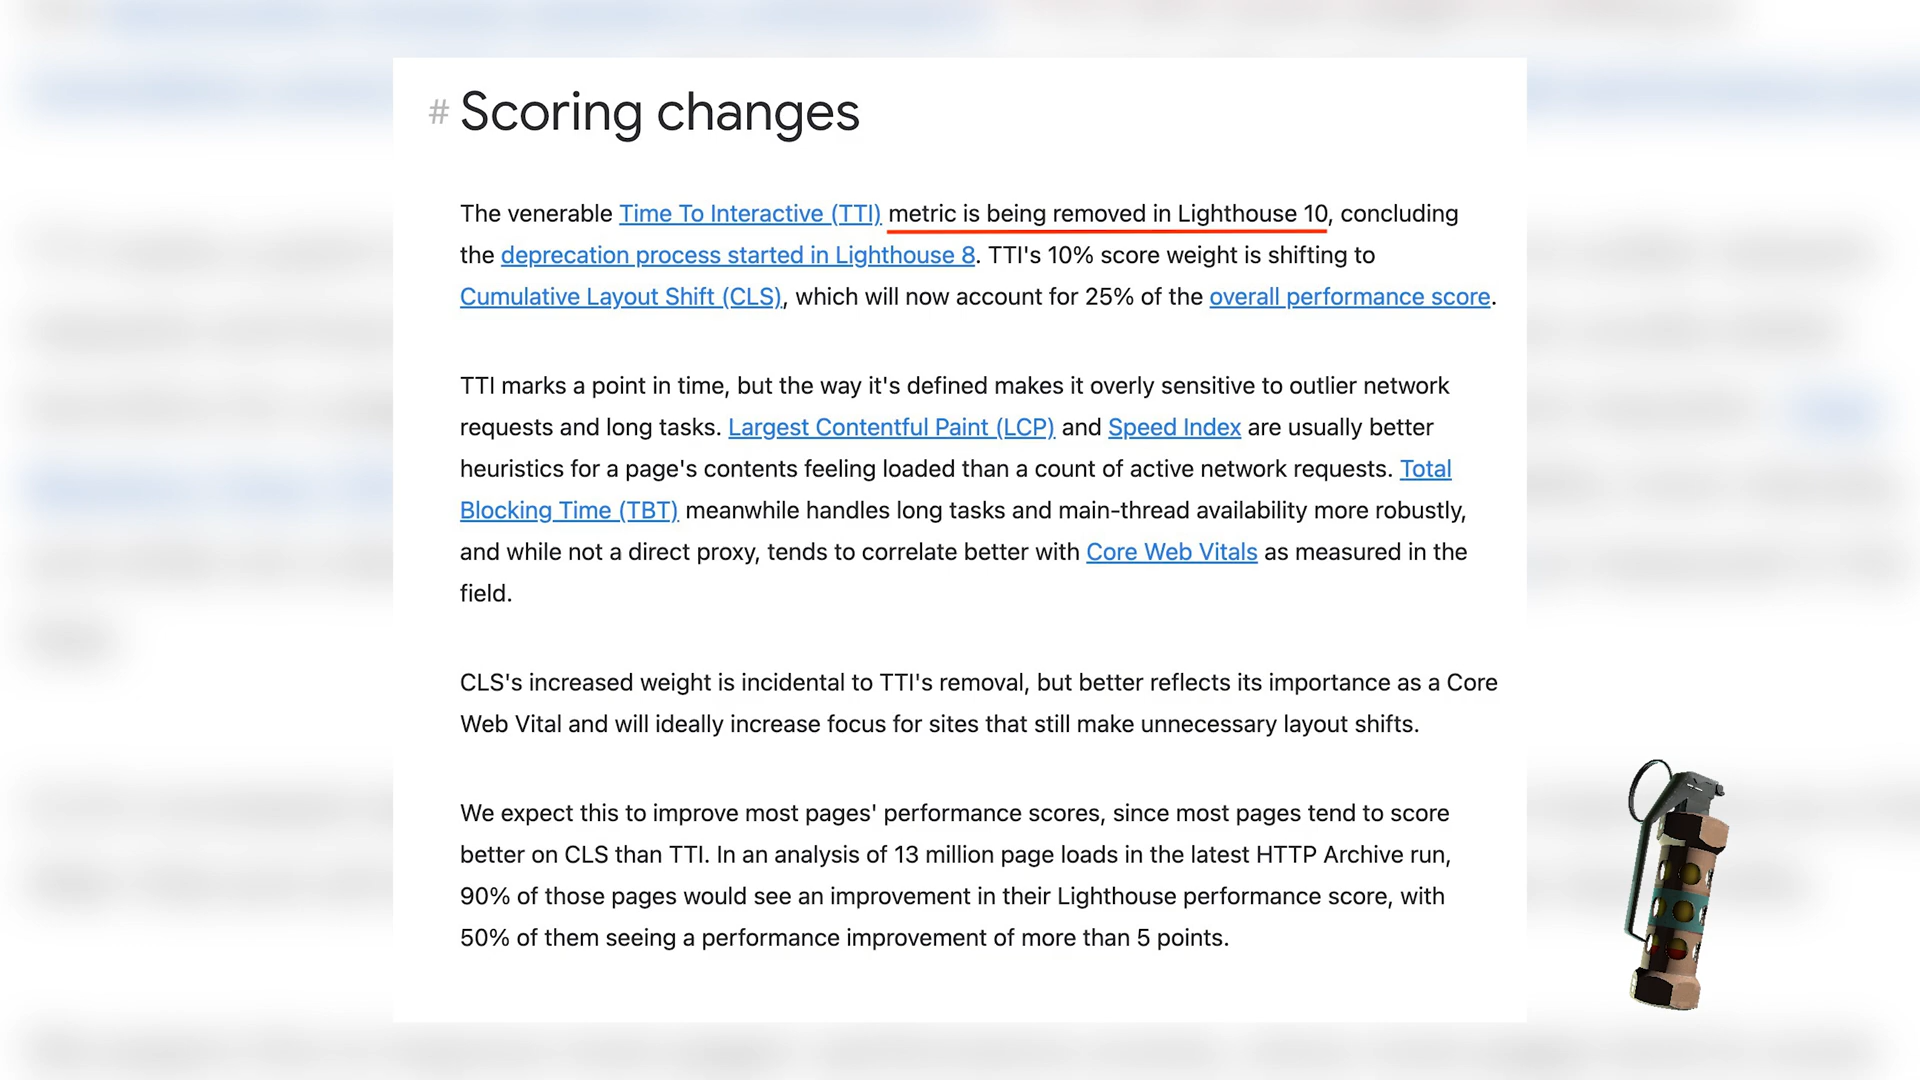 # Scoring changes
The venerable Time To Interactive (TTI) metric is being removed in Lighthouse 10, concluding
the deprecation process started in Lighthouse 8. TTI's 10% score weight is shifting to
Cumulative Layout Shift (CLS), which will now account for 25% of the overall performance score.
TTI marks a point in time, but the way it's defined makes it overly sensitive to outlier network
requests and long tasks. Largest Contentful Paint (LCP) and Speed Index are usually better
heuristics for a page's contents feeling loaded than a count of active network requests. Total
Blocking Time (TBT) meanwhile handles long tasks and main-thread availability more robustly,
and while not a direct proxy, tends to correlate better with Core Web Vitals as measured in the
field.
CLS's increased weight is incidental to TTI's removal, but better reflects its importance as a Core
Web Vital and will ideally increase focus for sites that still make unnecessary layout shifts.
We expect this to improve most pages' performance scores, since most pages tend to score
better on CLS than TTI. In an analysis of 13 million page loads in the latest HTTP Archive run,
90% of those pages would see an improvement in their Lighthouse performance score, with
50% of them seeing a performance improvement of more than 5 points.